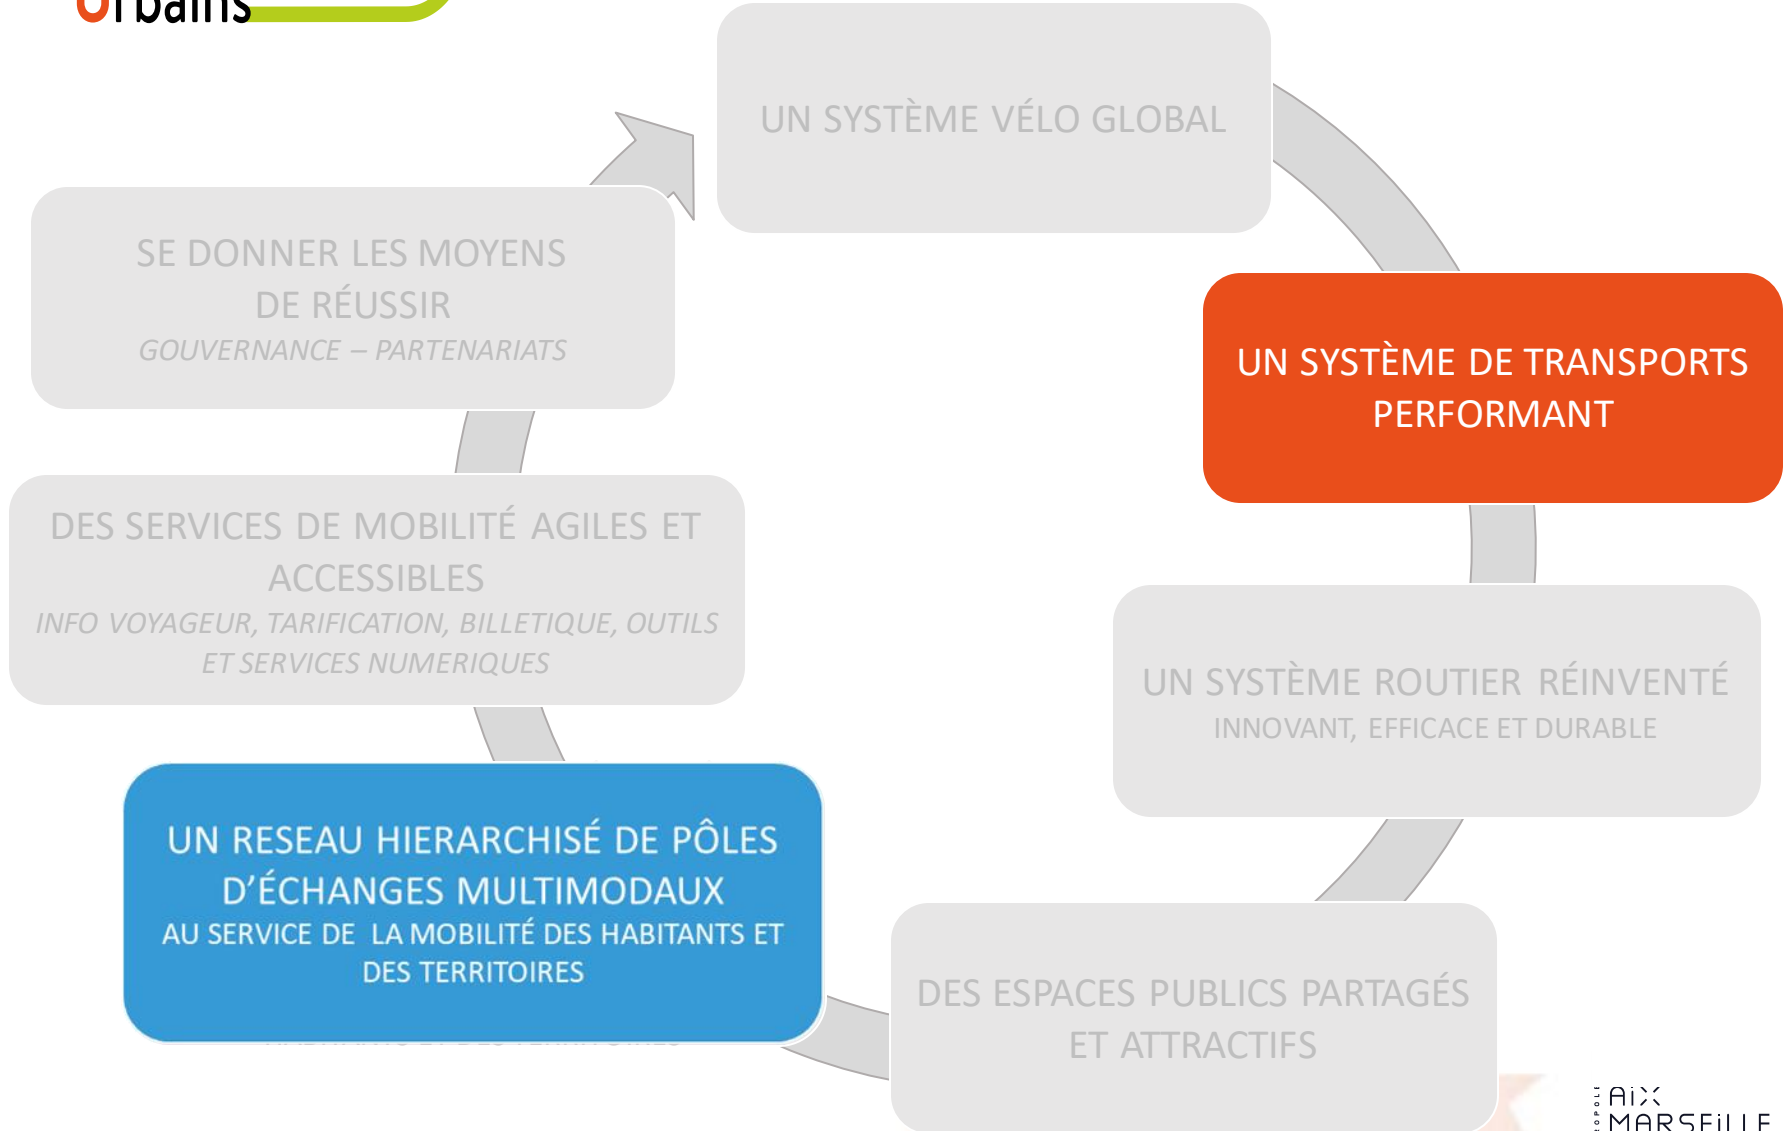 Urbains
UN SYSTÈME VÉLO GLOBAL
SE DONNER LES MOYENS
DE RÉUSSIR
GOUVERNANCE – PARTENARIATS
UN SYSTÈME DE TRANSPORTS
PERFORMANT
DES SERVICES DE MOBILITÉ AGILES ET
ACCESSIBLES
INFO VOYAGEUR, TARIFICATION, BILLETIQUE, OUTILS
ET SERVICES NUMERIQUES
UN SYSTÈME ROUTIER RÉINVENTÉ
INNOVANT, EFFICACE ET DURABLE
UN RESEAU HIERARCHISÉ DE PÔLES
D’ÉCHANGES MULTIMODAUX
AU SERVICE DE LA MOBILITÉ DES HABITANTS ET
DES TERRITOIRES
DES ESPACES PUBLICS PARTAGÉS
ET ATTRACTIFS
AiX
MARSEiLLE